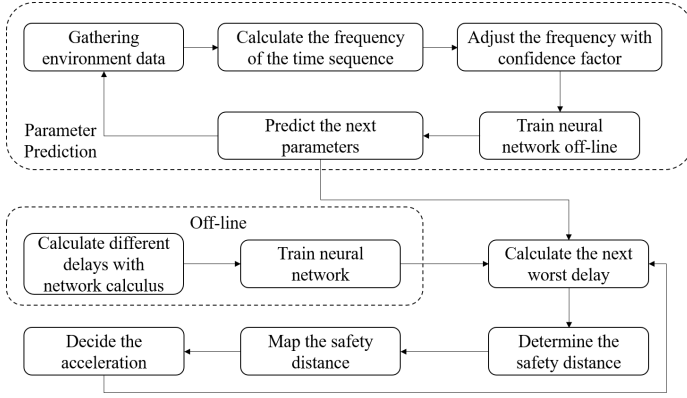 Gathering
environment data
Calculate the frequency
of the time sequence
Adjust the frequency with
confidence factor
Parameter
Prediction
Predict the next
parameters
Train neural
network off-line
Off-line
Calculate different
delays with
network calculus
Train neural
network
Calculate the next
worst delay
Decide the
acceleration
Map the safety
distance
Determine the
safety distance